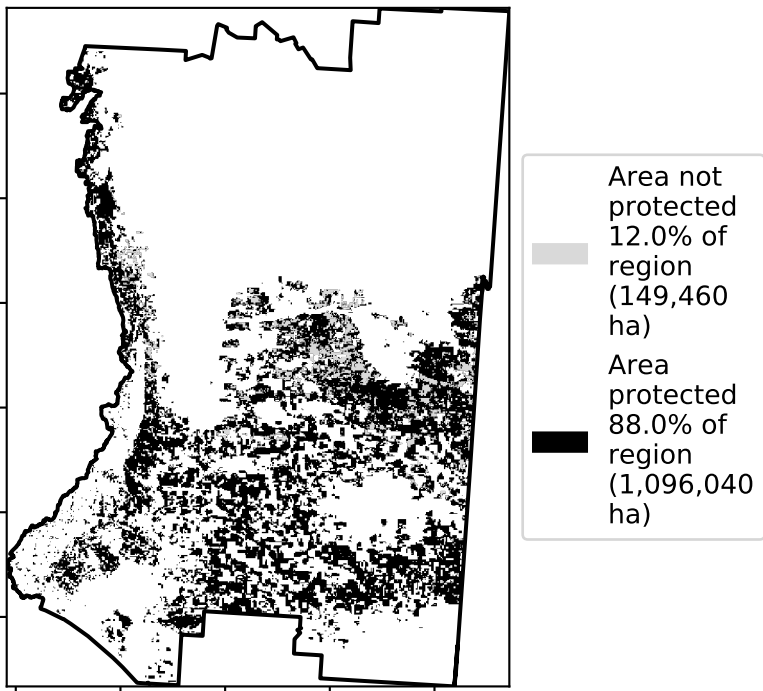 Area not
protected
12.0% of
region
(149,460
ha)
Area
protected
88.0% of
region
(1,096,040
ha)